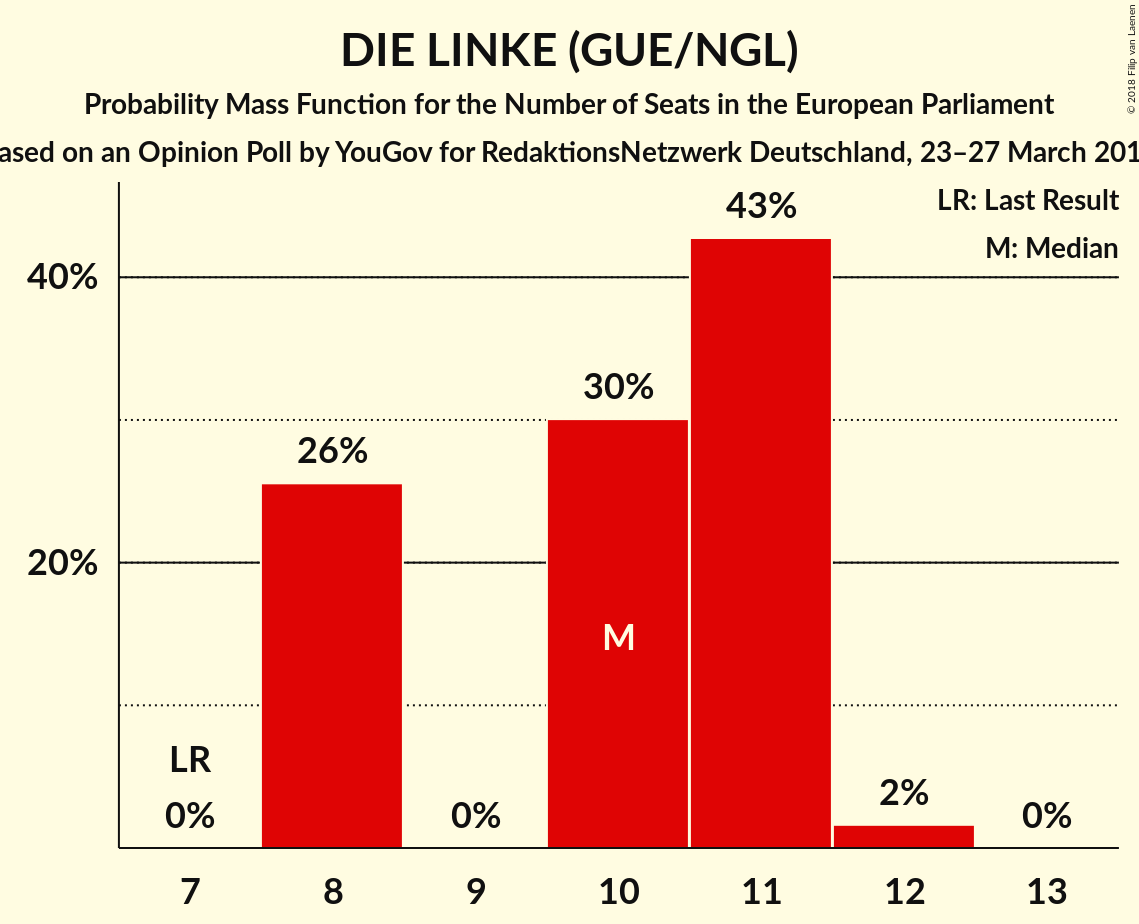 DIE LINKE (GUE/NGL)
Probability Mass Function for the Number of Seats in the European Parliament
ased on an Opinion Poll by YouGov for RedaktionsNetzwerk Deutschland, 23–27 March 201
© 2018 Filip van Laenen
LR: Last Result
M: Median
43%
40%
30%
26%
20%
M
LR
0%
0%
2%
0%
7 8 9 10 11 12 13